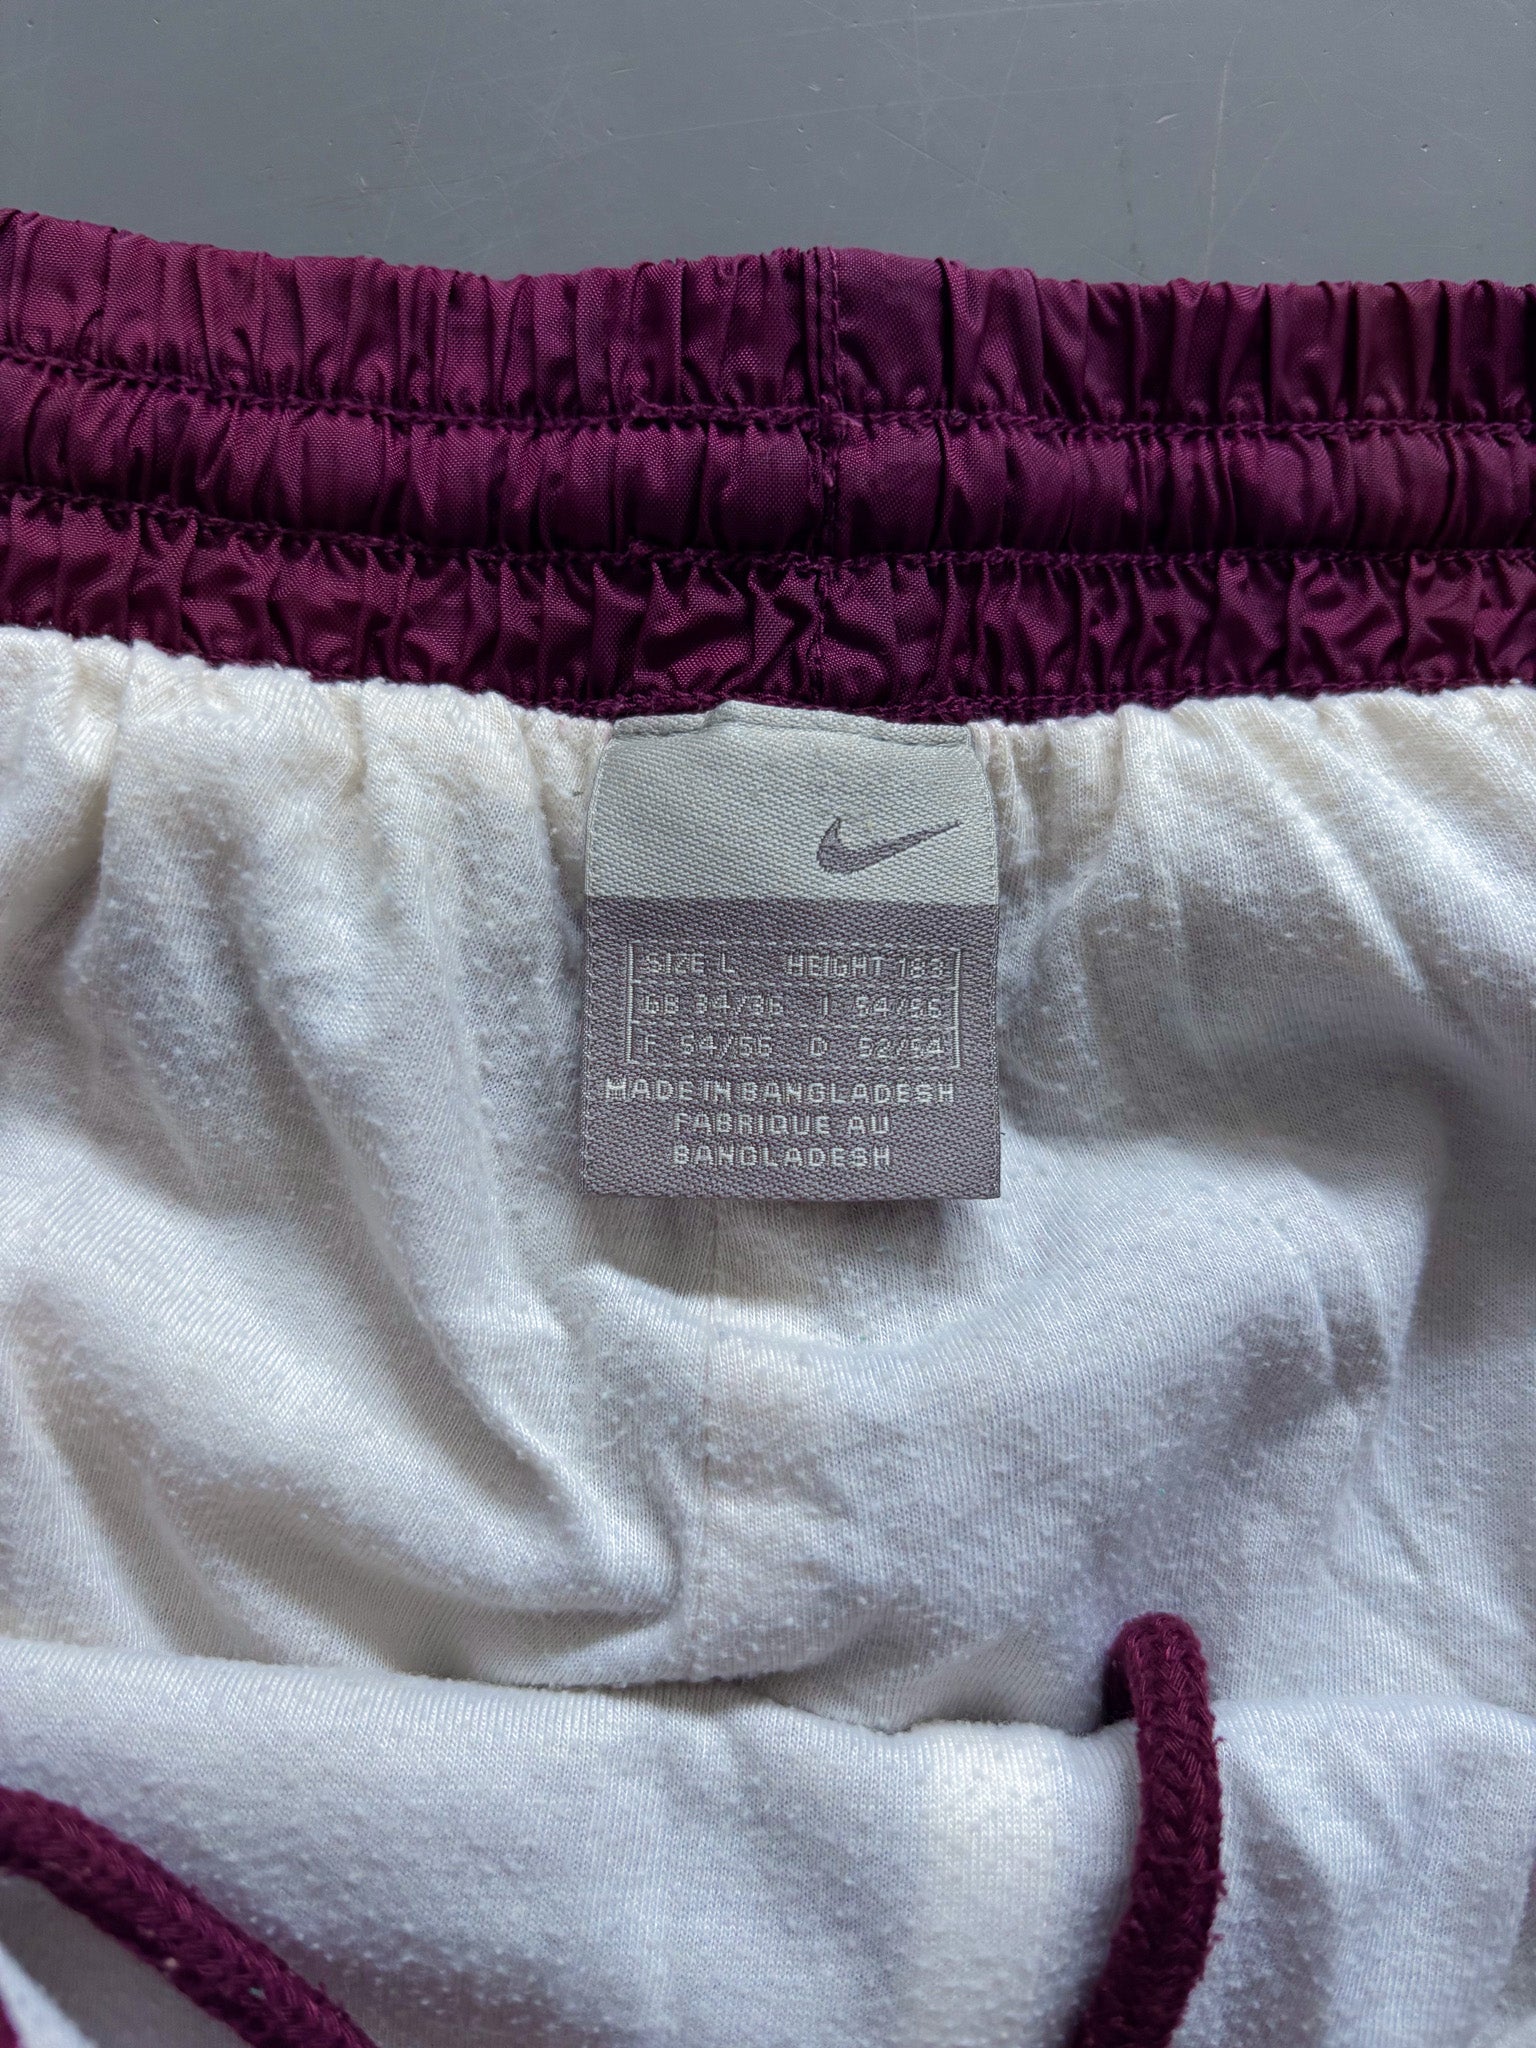 SIZE L HEIGHT 183
GB 34/36 I 54/56
F 54/56 D 52/54
MADE IN BANGLADESH
FABRIQUE AU
BANGLADESH